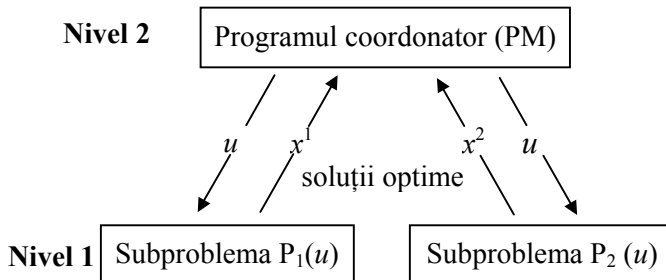 Nivel 2 Programul coordonator (PM)
u x¹ x² u
soluții optime
Nivel 1 Subproblema P₁(u) Subproblema P₂ (u)